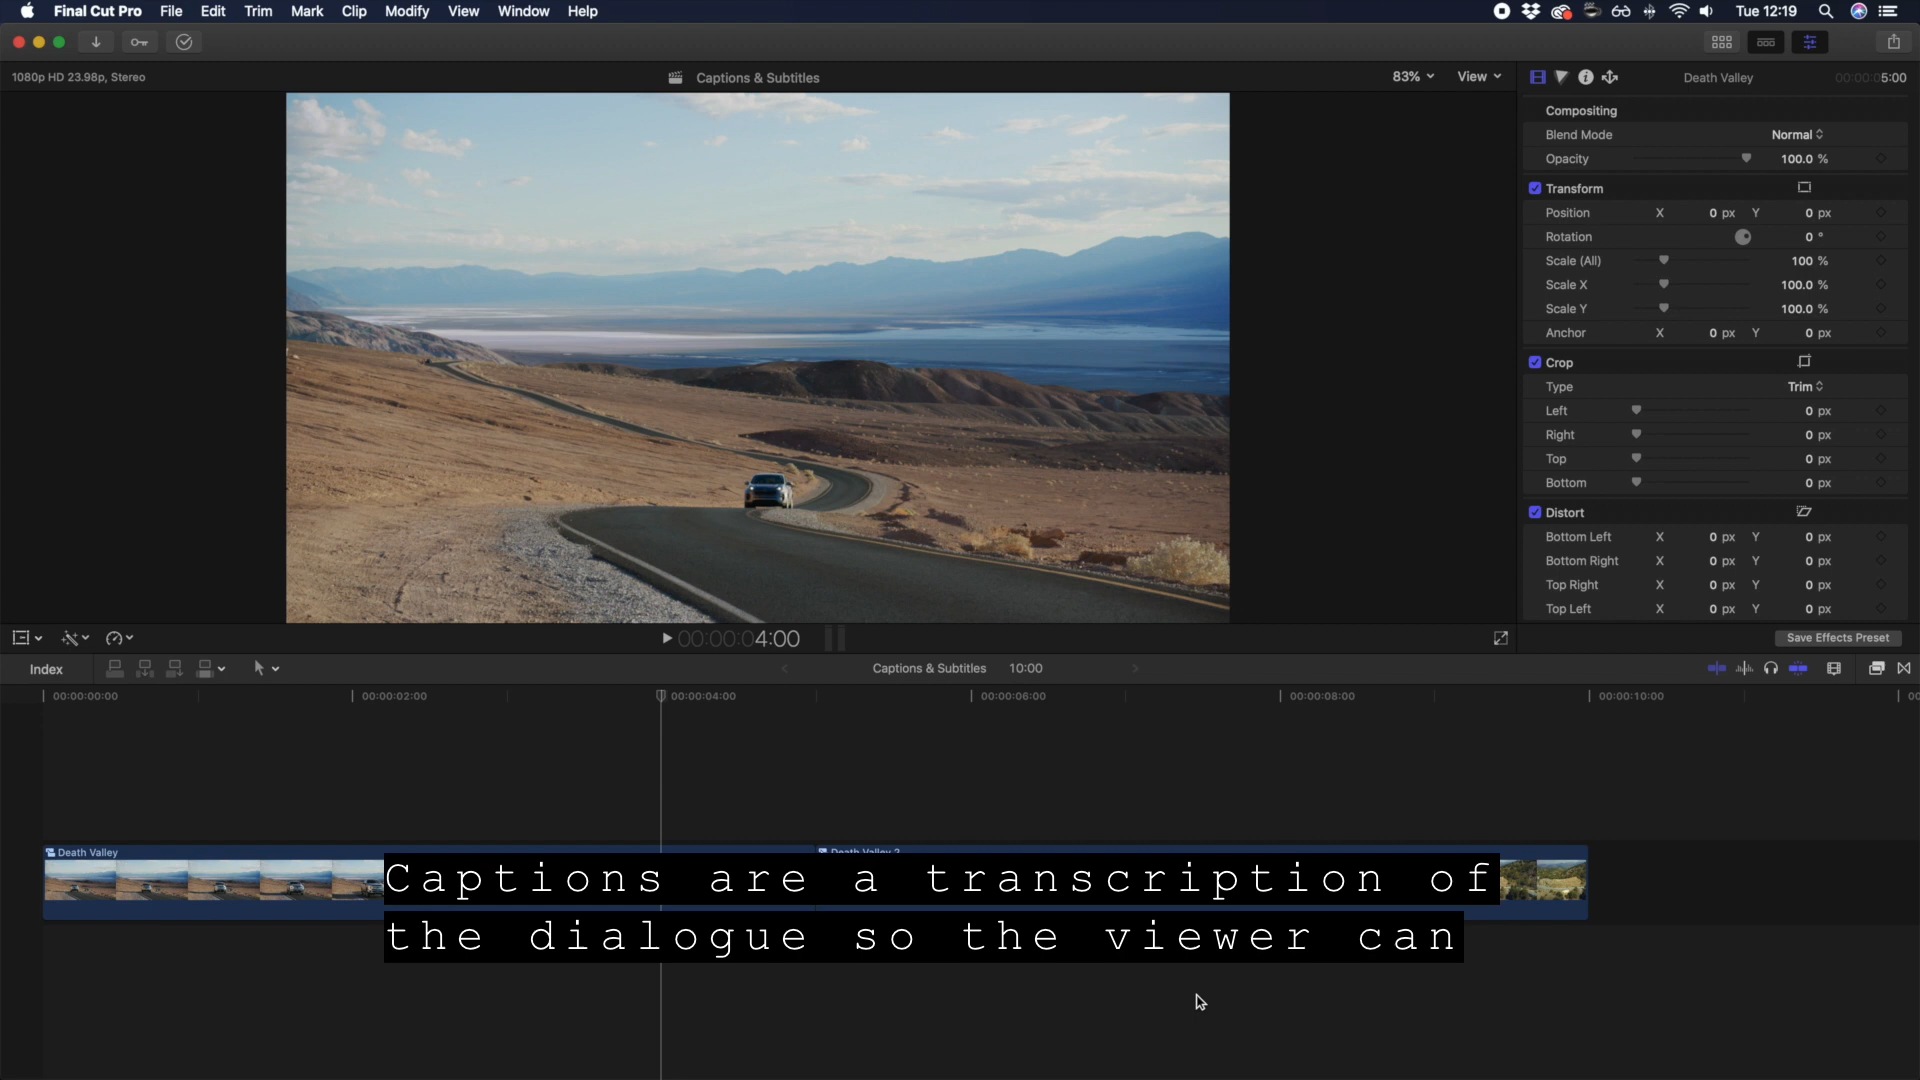 Final Cut Pro File Edit Trim Mark Clip Modify View Window Help Tue 12:19
1080p HD 23.98p, Stereo Captions & Subtitles 83% View Death Valley 00:00:05:00
Compositing
Blend Mode Normal
Opacity 100.0 %
Transform
Position X 0 px Y 0 px
Rotation 0 °
Scale (All) 100 %
Scale X 100.0 %
Scale Y 100.0 %
Anchor X 0 px Y 0 px
Crop
Type Trim
Left 0 px
Right 0 px
Top 0 px
Bottom 0 px
Distort
Bottom Left X 0 px Y 0 px
Bottom Right X 0 px Y 0 px
Top Right X 0 px Y 0 px
Top Left X 0 px Y 0 px
00:00:04:00 Save Effects Preset
Index Captions & Subtitles 10:00
00:00:00:00 00:00:02:00 00:00:04:00 00:00:06:00 00:00:08:00 00:00:10:00
Death Valley Death Valley 2
Captions are a transcription of
the dialogue so the viewer can